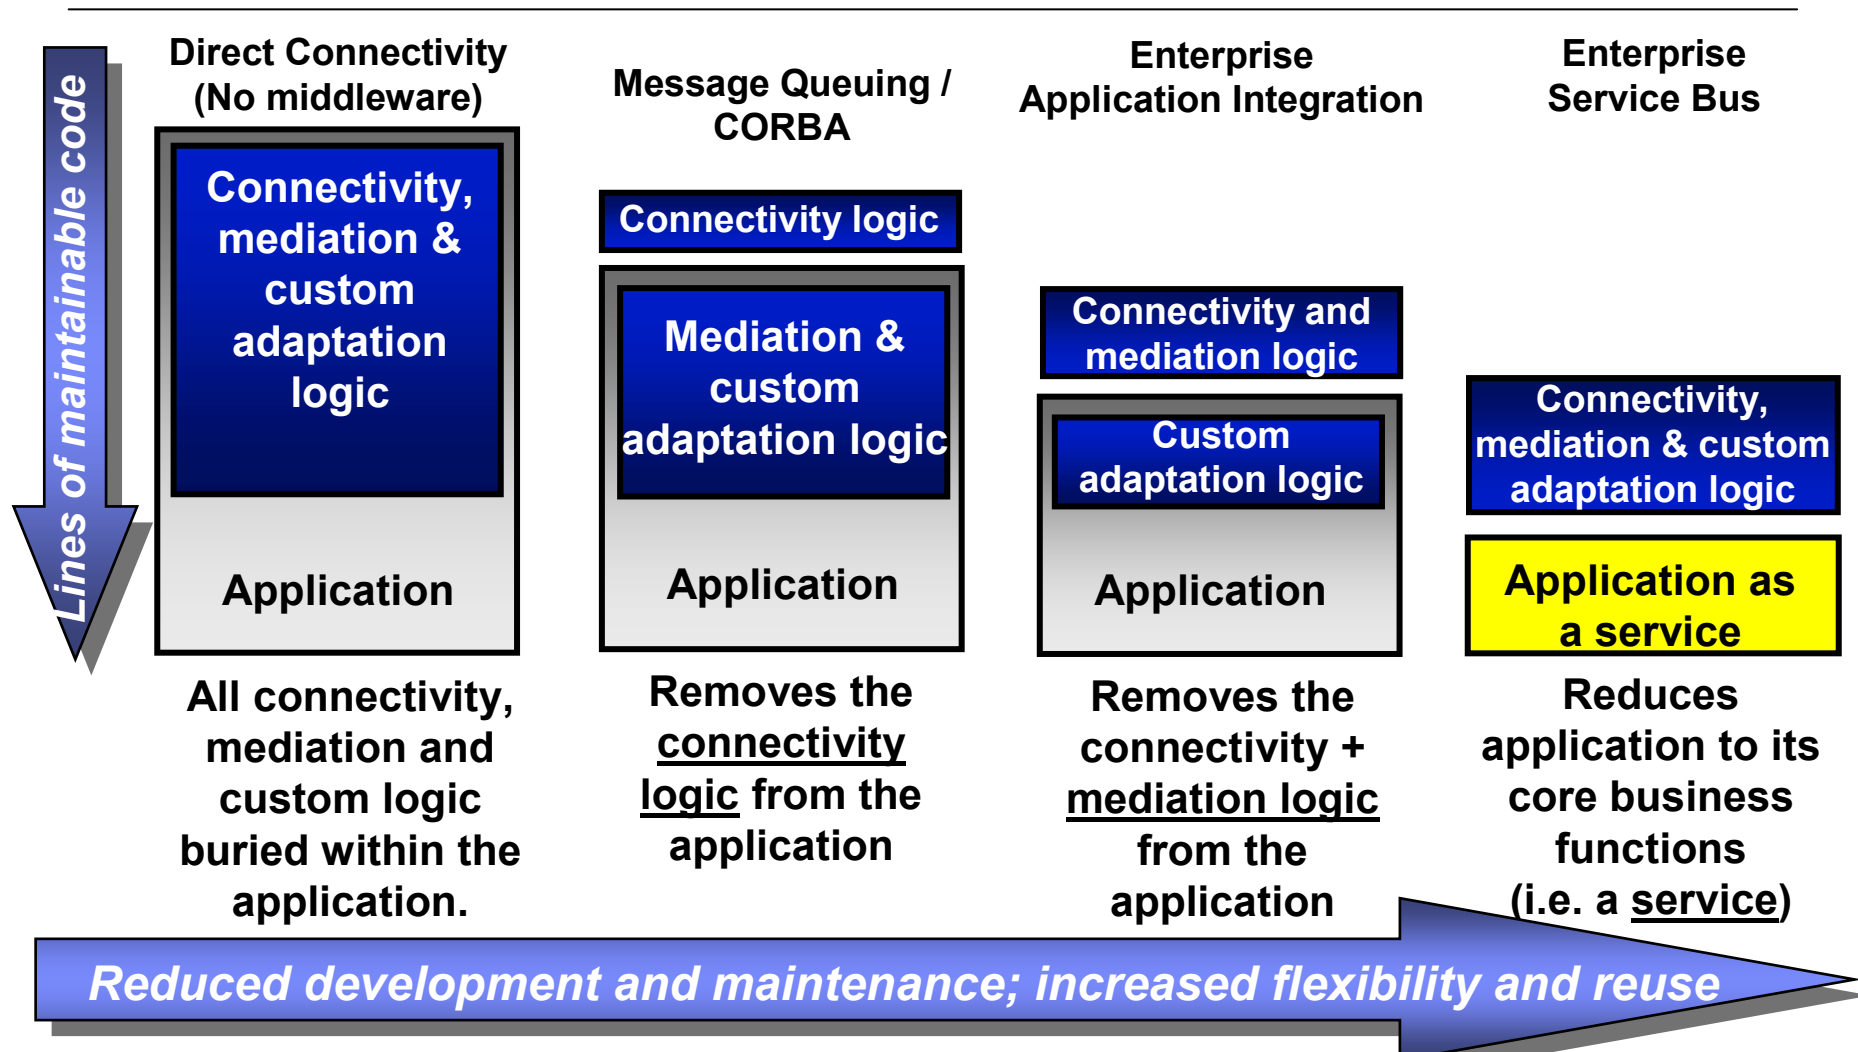 Lines of maintainable code
Direct Connectivity
(No middleware)
Connectivity,
mediation &
custom
adaptation
logic
Application
All connectivity,
mediation and
custom logic
buried within the
application.
Message Queuing /
CORBA
Connectivity logic
Mediation &
custom
adaptation logic
Application
Removes the
connectivity
logic from the
application
Enterprise
Application Integration
Connectivity and
mediation logic
Custom
adaptation logic
Application
Removes the
connectivity +
mediation logic
from the
application
Enterprise
Service Bus
Connectivity,
mediation & custom
adaptation logic
Application as
a service
Reduces
application to its
core business
functions
(i.e. a service)
Reduced development and maintenance; increased flexibility and reuse